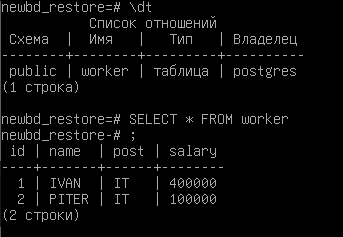 newbd_restore=# \dt
Список отношений
Схема | Имя | Тип | Владелец
--------+--------+---------+----------
public | worker | таблица | postgres
(1 строка)
newbd_restore=# SELECT * FROM worker
newbd_restore-# ;
id | name | post | salary
----+-------+------+--------
1 | IVAN | IT | 400000
2 | PITER | IT | 100000
(2 строки)